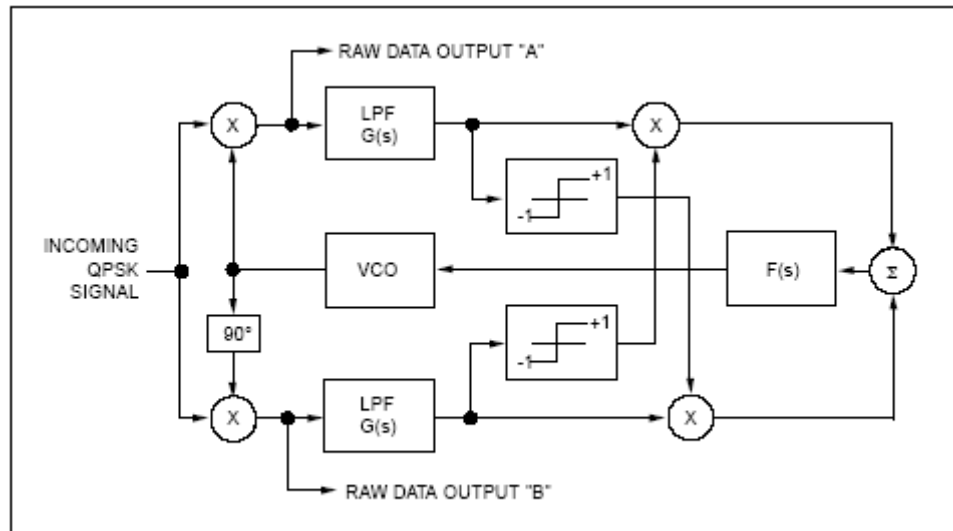 RAW DATA OUTPUT "A"
X
LPF
G(s)
X
+1
-1
INCOMING
QPSK
SIGNAL
VCO
F(s)
Σ
90°
+1
-1
X
LPF
G(s)
X
RAW DATA OUTPUT "B"